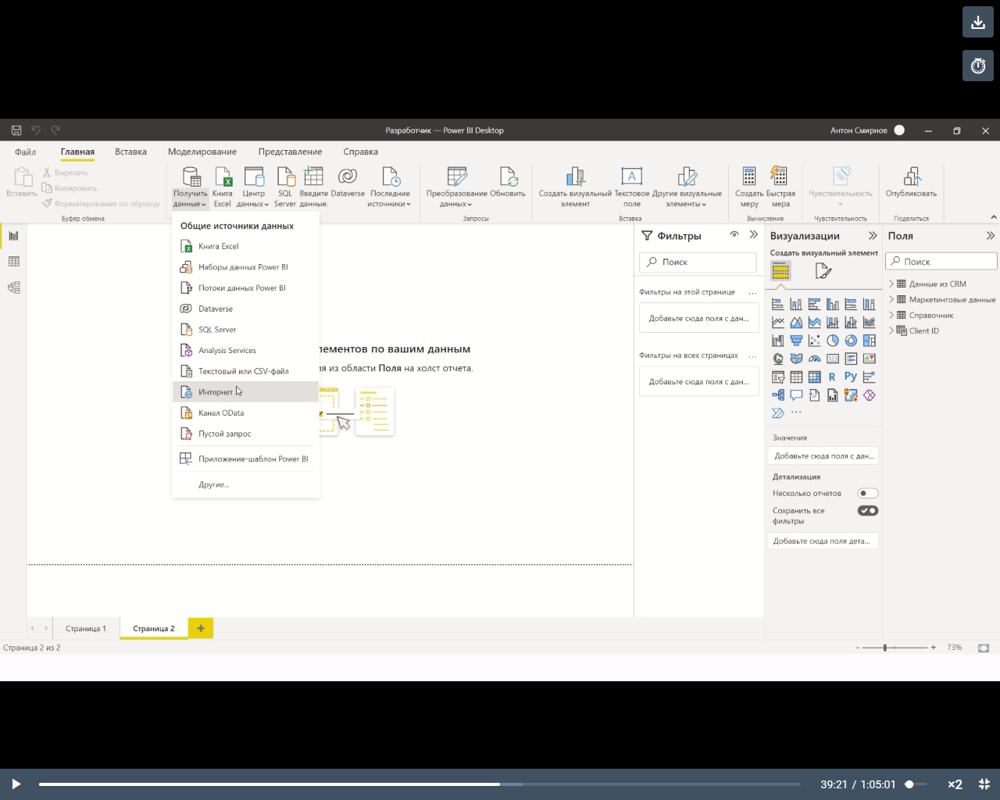 Разработчик — Power BI Desktop
Антон Смирнов
Файл
Главная
Вставка
Моделирование
Представление
Справка
Вставить
Вырезать
Копировать
Форматирование по образцу
Буфер обмена
Получить данные
Книга Excel
Центр данных
SQL Server
Введите данные.
Dataverse
Последние источники
Преобразование данных
Обновить
Запросы
Создать визуальный элемент
Текстовое поле
Другие визуальные элементы
Вставка
Создать меру
Быстрая мера
Вычисления
Чувствительность
Чувствительность
Опубликовать
Поделиться
Общие источники данных
Книга Excel
Наборы данных Power BI
Потоки данных Power BI
Dataverse
SQL Server
Analysis Services
Текстовый или CSV-файл
Интернет
Канал OData
Пустой запрос
Приложение-шаблон Power BI
Другие...
лементов по вашим данным
ля из области Поля на холст отчета.
Фильтры
Поиск
Фильтры на этой странице
...
Добавьте сюда поля с дан...
Фильтры на всех страницах
...
Добавьте сюда поля с дан...
Визуализации
Создать визуальный элемент
R
Py
...
Значения
Добавьте сюда поля с дан...
Детализация
Несколько отчетов
Сохранить все
фильтры
Добавьте сюда поля дета...
Поля
Поиск
Данные из CRM
Маркетинговые данные
Справочник
Client ID
Страница 1
Страница 2
+
Страница 2 из 2
- + 73%
39:21 / 1:05:01
×2